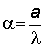 α = a/λ